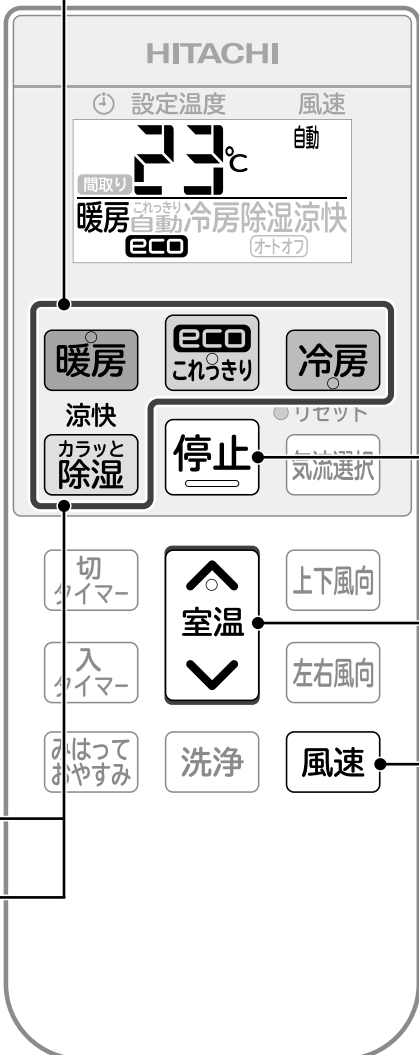 HITACHI
設定温度 風速
23℃ 自動
間取り
暖房 これっきり自動 冷房 除湿 涼快
eco オートオフ
暖房 eco これっきり 冷房
涼快 リセット
カラッと 除湿 停止 気流選択
切タイマー 室温 上下風向
入タイマー 左右風向
みはっておやすみ 洗浄 風速